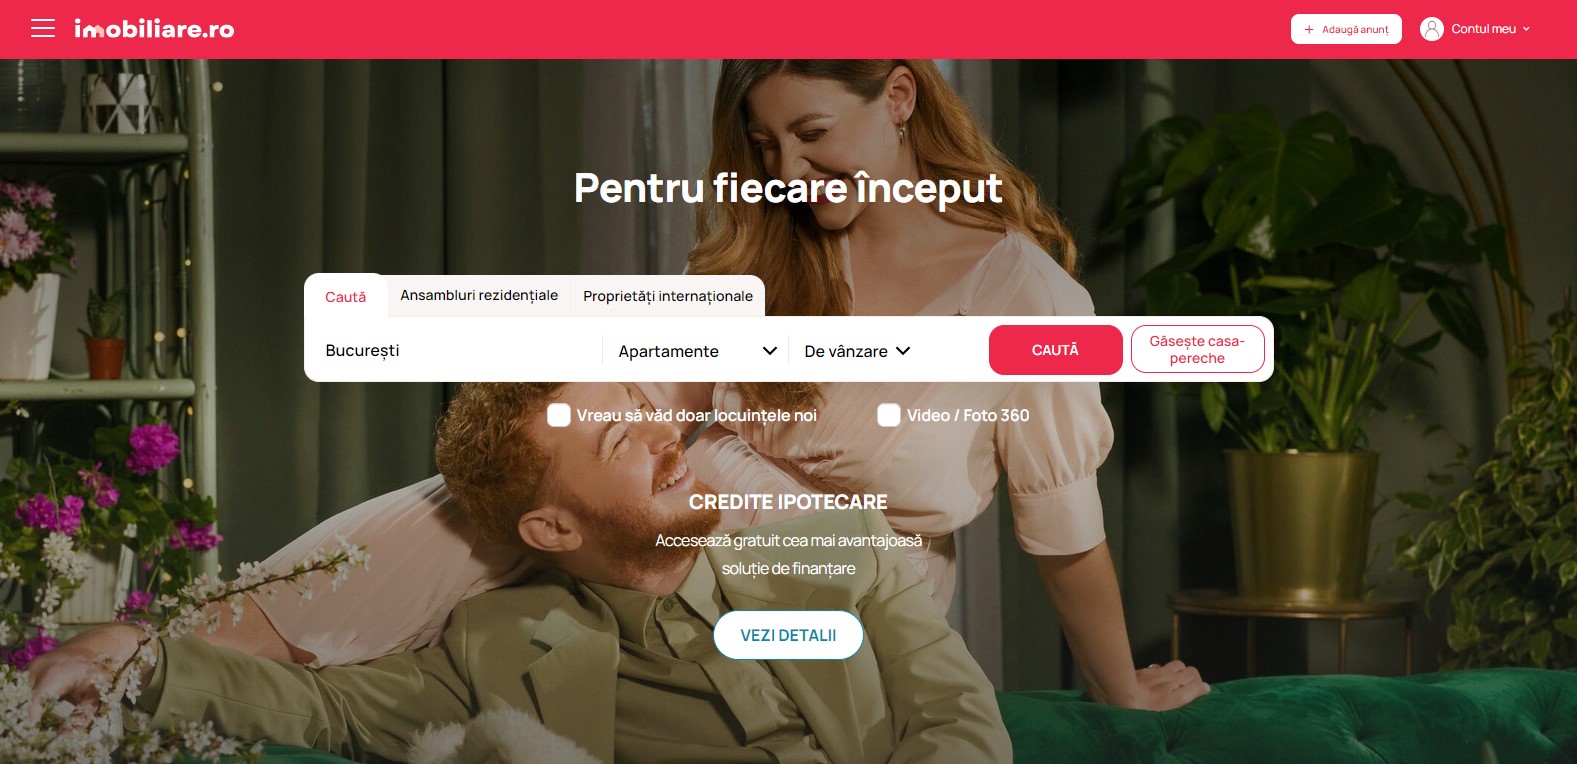 imobiliare.ro
+ Adaugă anunț
Contul meu
Pentru fiecare început
Caută
Ansambluri rezidențiale
Proprietăți internaționale
București
Apartamente
De vânzare
CAUTĂ
Găsește casa-
pereche
Vreau să văd doar locuințele noi
Video / Foto 360
CREDITE IPOTECARE
Accesează gratuit cea mai avantajoasă
soluție de finanțare
VEZI DETALII